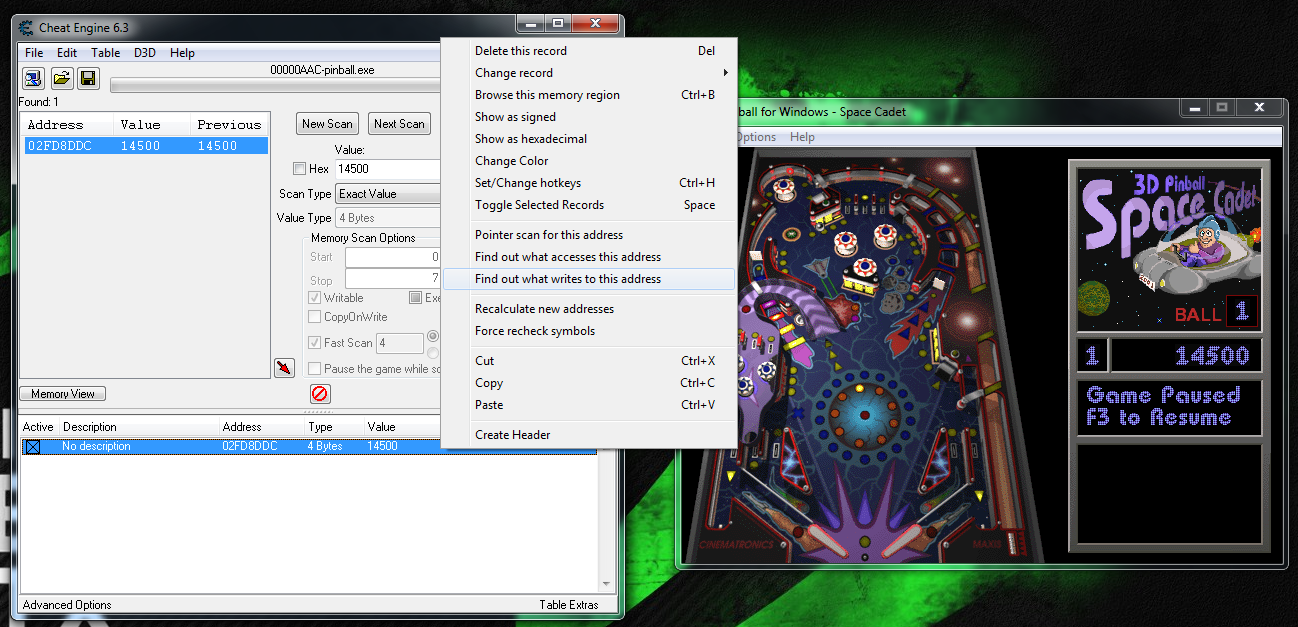 Cheat Engine 6.3
File Edit Table D3D Help
00000AAC-pinball.exe
Found: 1
Address Value Previous
02FD8DDC 14500 14500
New Scan Next Scan
Value:
Hex 14500
Scan Type Exact Value
Value Type 4 Bytes
Memory Scan Options
Start 0
Stop 7
Writable Exe
CopyOnWrite
Fast Scan 4
Pause the game while sc
Memory View
Active Description Address Type Value
No description 02FD8DDC 4 Bytes 14500
Advanced Options Table Extras
Delete this record Del
Change record
Browse this memory region Ctrl+B
Show as signed
Show as hexadecimal
Change Color
Set/Change hotkeys Ctrl+H
Toggle Selected Records Space
Pointer scan for this address
Find out what accesses this address
Find out what writes to this address
Recalculate new addresses
Force recheck symbols
Cut Ctrl+X
Copy Ctrl+C
Paste Ctrl+V
Create Header
ball for Windows - Space Cadet
Options Help
3D Pinball
Space Cadet
BALL 1
1 14500
Game Paused
F3 to Resume
CINEMATRONICS MAXIS